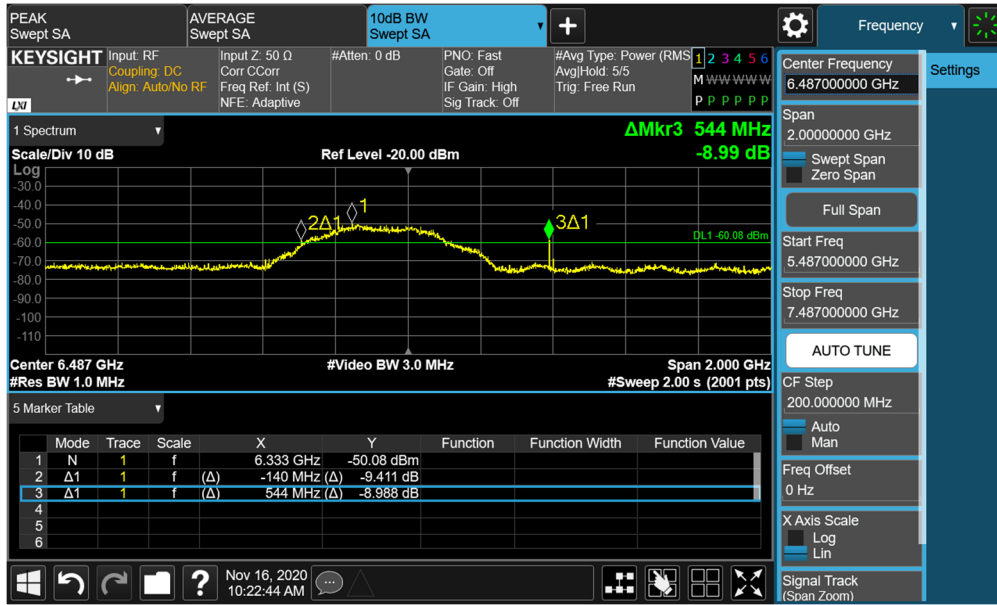 PEAK
Swept SA
AVERAGE
Swept SA
10dB BW
Swept SA
Frequency
KEYSIGHT
LXI
Input: RF
Coupling: DC
Align: Auto/No RF
Input Z: 50 Ω
Corr CCorr
Freq Ref: Int (S)
NFE: Adaptive
#Atten: 0 dB
PNO: Fast
Gate: Off
IF Gain: High
Sig Track: Off
#Avg Type: Power (RMS
Avg|Hold: 5/5
Trig: Free Run
1 2 3 4 5 6
M W W W W W
P P P P P P
1 Spectrum
ΔMkr3 544 MHz
-8.99 dB
Scale/Div 10 dB
Ref Level -20.00 dBm
Log
-30.0
-40.0
-50.0
-60.0
-70.0
-80.0
-90.0
-100
-110
2Δ1
1
3Δ1
DL1 -60.08 dBm
Center 6.487 GHz
#Video BW 3.0 MHz
Span 2.000 GHz
#Res BW 1.0 MHz
#Sweep 2.00 s (2001 pts)
5 Marker Table
Mode Trace Scale X Y Function Function Width Function Value
1 N 1 f 6.333 GHz -50.08 dBm
2 Δ1 1 f (Δ) -140 MHz (Δ) -9.411 dB
3 Δ1 1 f (Δ) 544 MHz (Δ) -8.988 dB
4
5
6
Nov 16, 2020
10:22:44 AM
Center Frequency
6.487000000 GHz
Span
2.00000000 GHz
Swept Span
Zero Span
Full Span
Start Freq
5.487000000 GHz
Stop Freq
7.487000000 GHz
AUTO TUNE
CF Step
200.000000 MHz
Auto
Man
Freq Offset
0 Hz
X Axis Scale
Log
Lin
Signal Track
(Span Zoom)
Settings